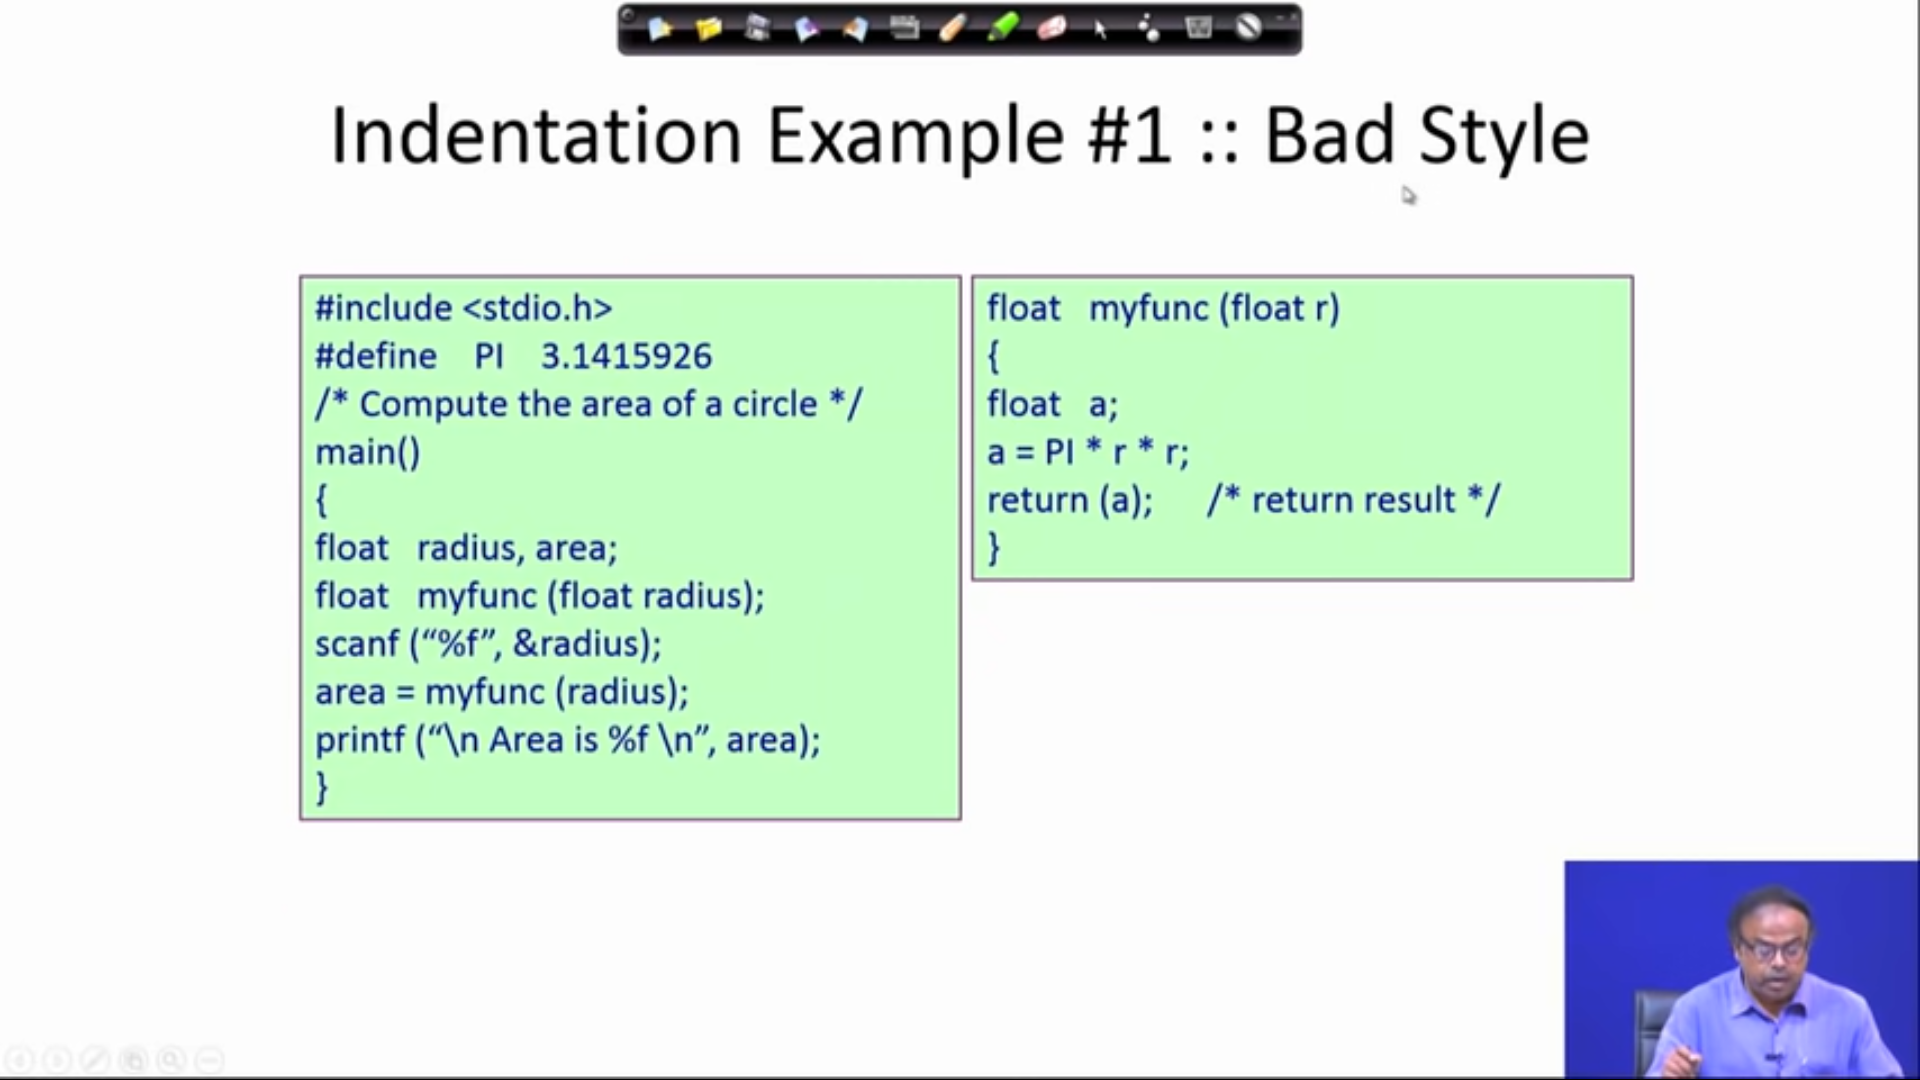 Indentation Example #1 :: Bad Style
#include <stdio.h>
#define PI 3.1415926
/* Compute the area of a circle */
main()
{
float radius, area;
float myfunc (float radius);
scanf (“%f”, &radius);
area = myfunc (radius);
printf (“\n Area is %f \n”, area);
}
float myfunc (float r)
{
float a;
a = PI * r * r;
return (a); /* return result */
}